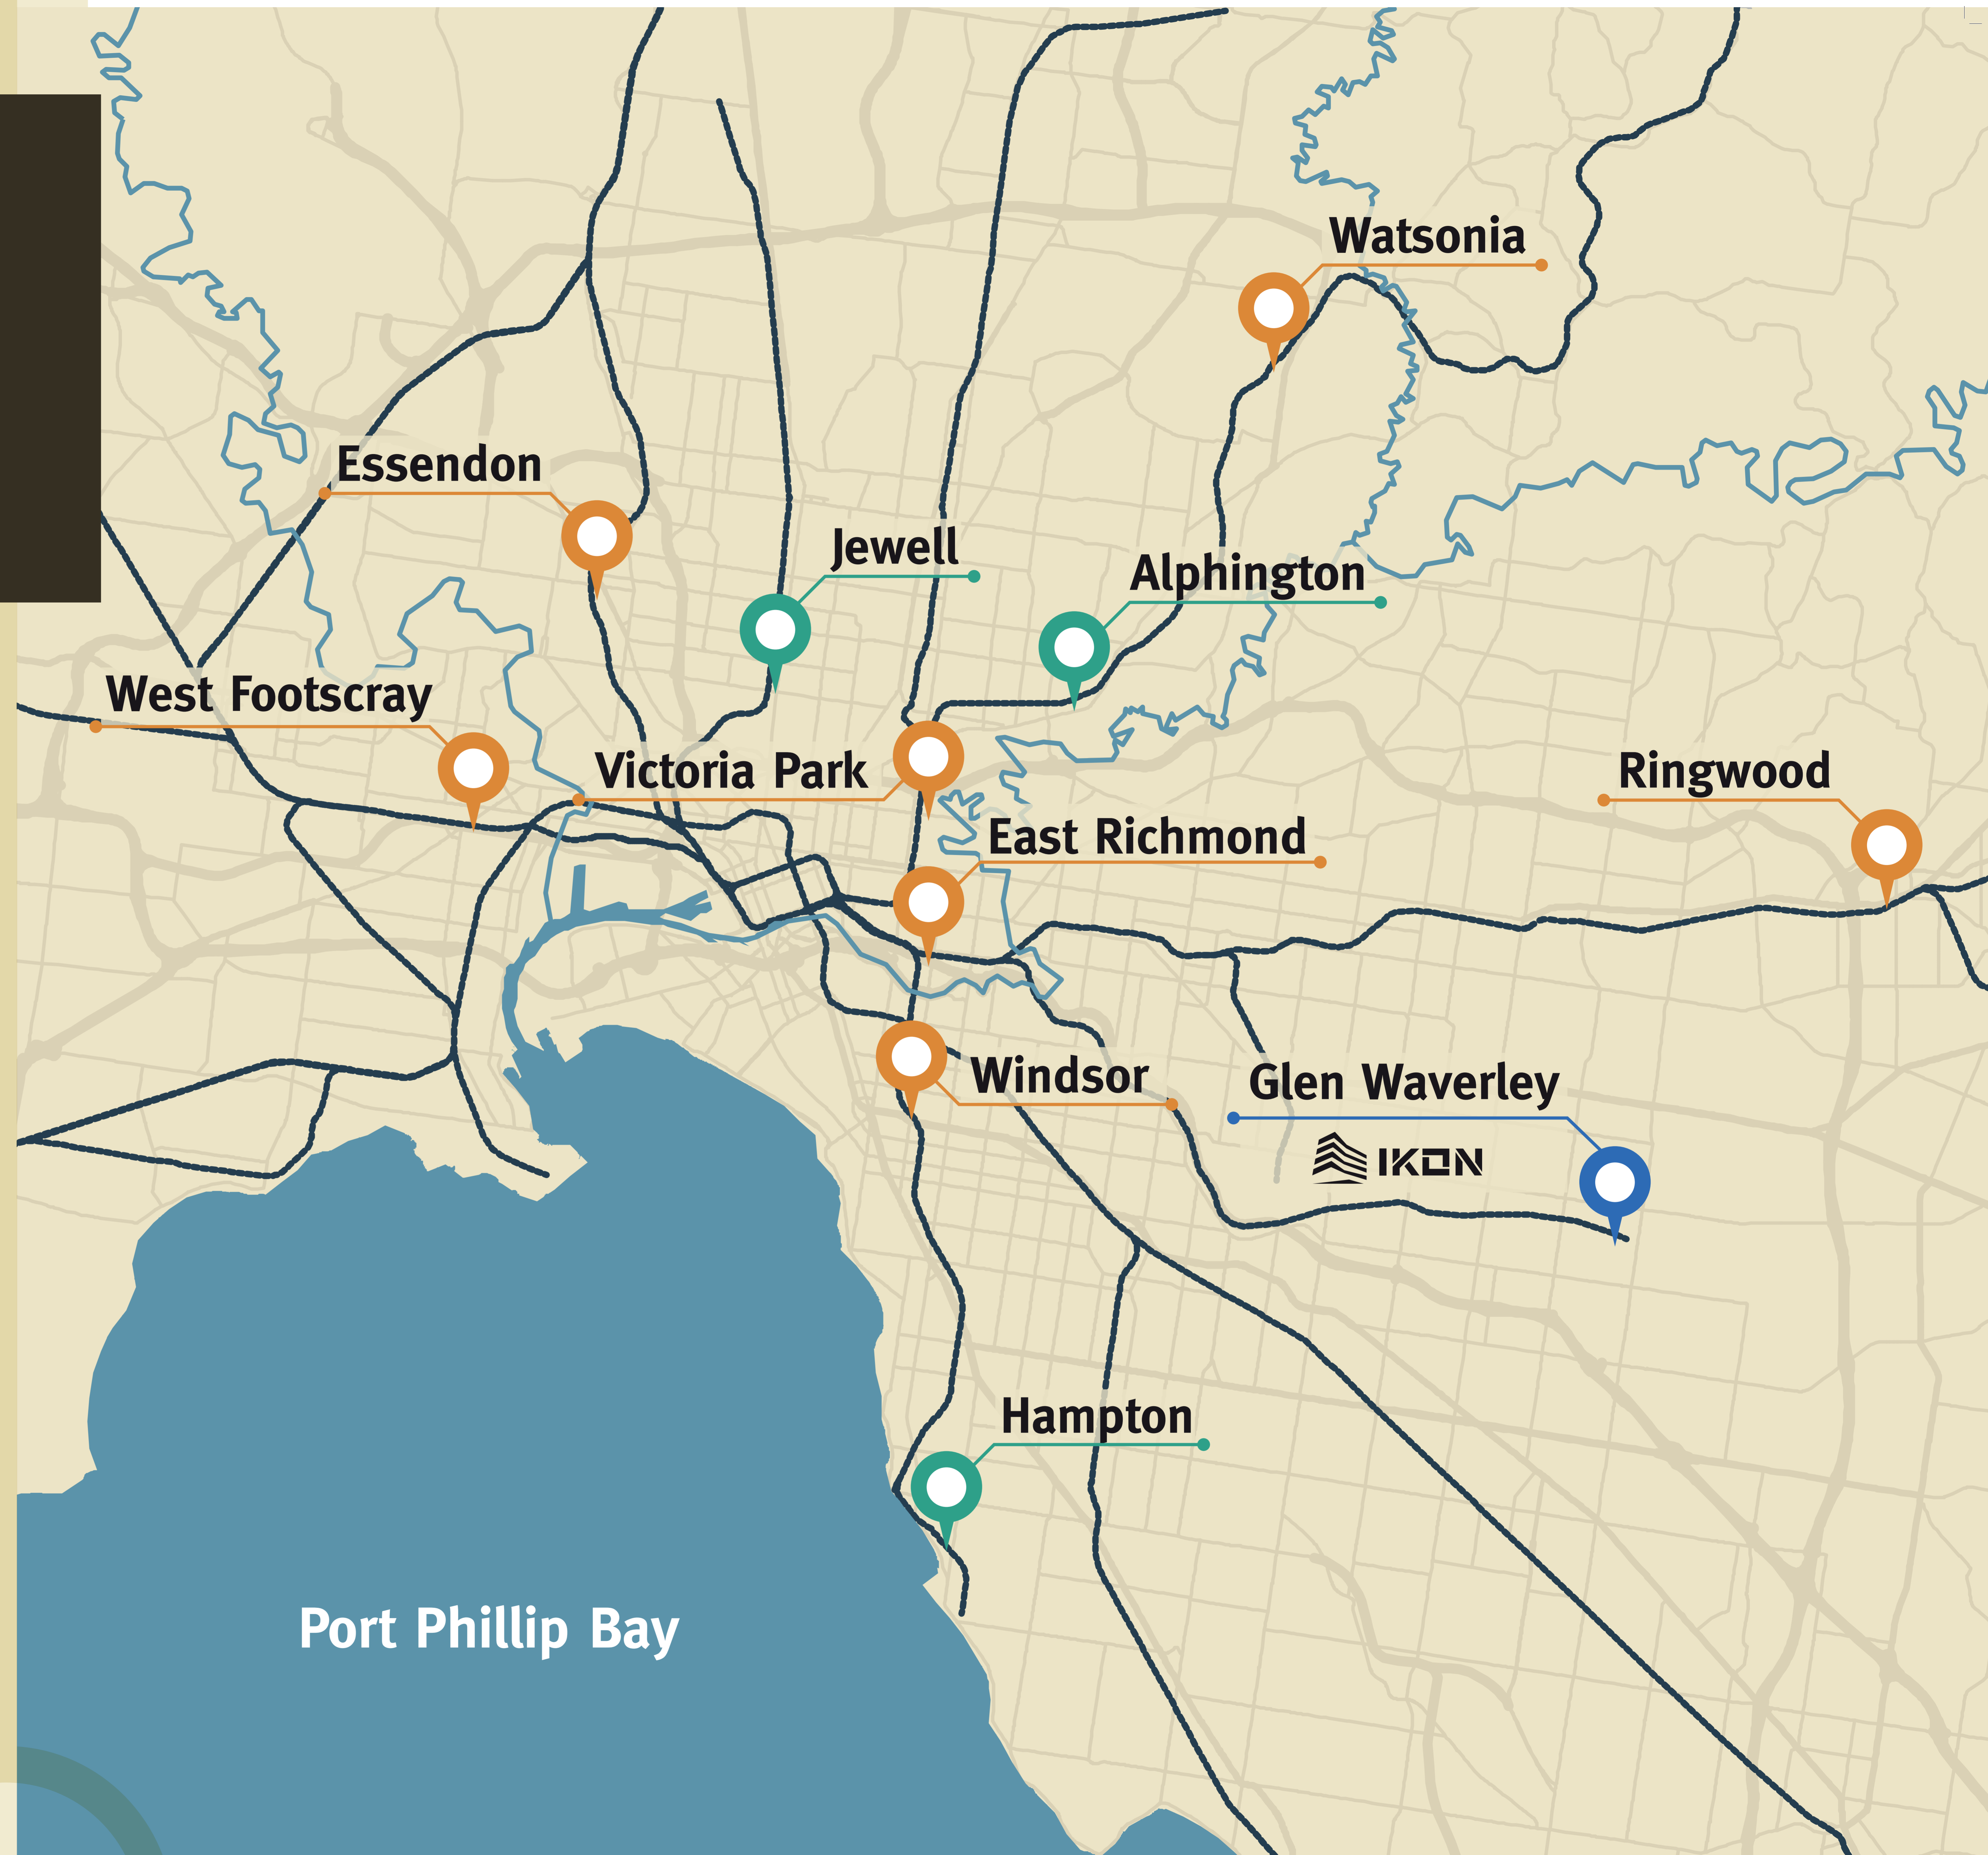 Watsonia
Essendon
Jewell
Alphington
West Footscray
Victoria Park
Ringwood
East Richmond
Windsor
Glen Waverley
IKON
Hampton
Port Phillip Bay